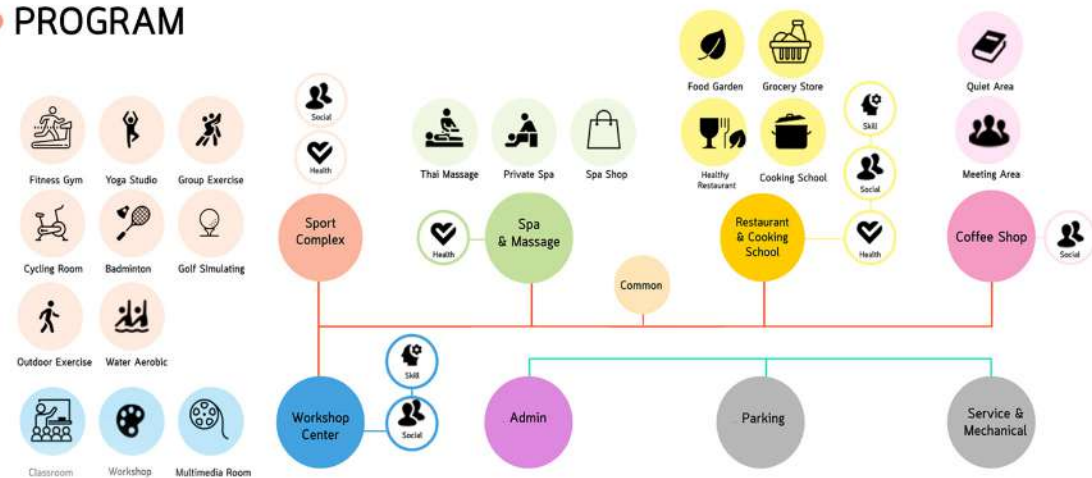 PROGRAM
Fitness Gym
Yoga Studio
Group Exercise
Cycling Room
Badminton
Golf SImulating
Outdoor Exercise
Water Aerobic
Classroom
Workshop
Multimedia Room
Social
Health
Sport
Complex
Thai Massage
Private Spa
Spa Shop
Health
Spa
& Massage
Common
Food Garden
Grocery Store
Healthy
Restaurant
Cooking School
Skill
Social
Health
Restaurant
& Cooking
School
Quiet Area
Meeting Area
Coffee Shop
Social
Workshop
Center
Skill
Social
Admin
Parking
Service &
Mechanical